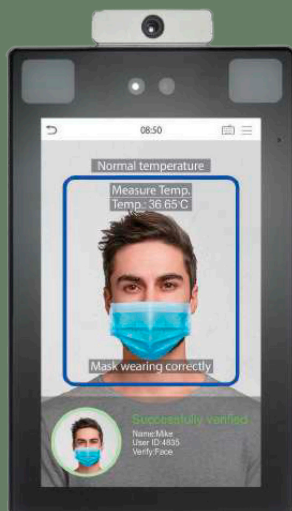 08:50
Normal temperature
Measure Temp.
Temp.: 36.65°C
Mask wearing correctly
Successfully verified
Name:Mike
User ID:4835
Verify:Face